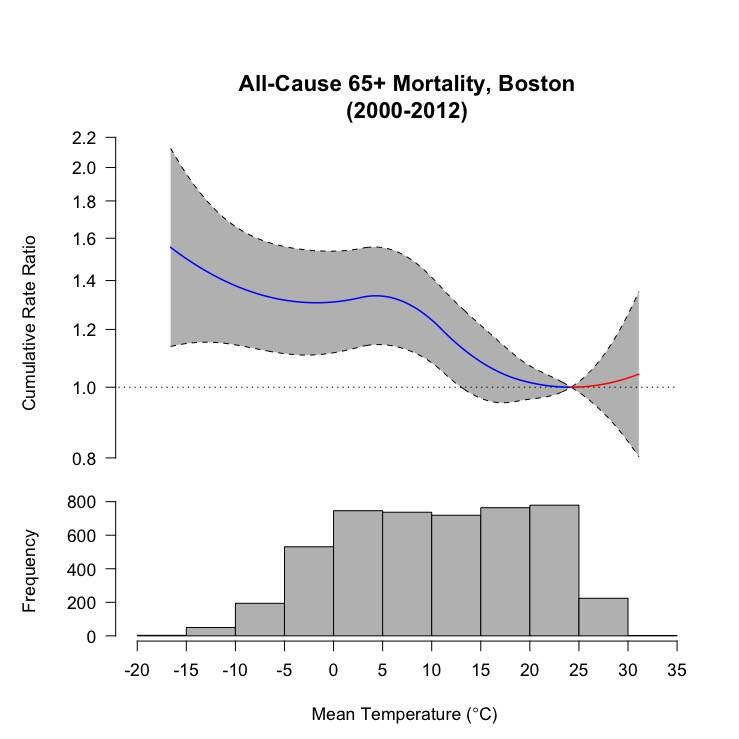 All-Cause 65+ Mortality, Boston
(2000-2012)
2.2
2.0
1.8
1.6
1.4
1.2
1.0
0.8
Cumulative Rate Ratio
800
600
400
200
0
Frequency
-20 -15 -10 -5 0 5 10 15 20 25 30 35
Mean Temperature (°C)